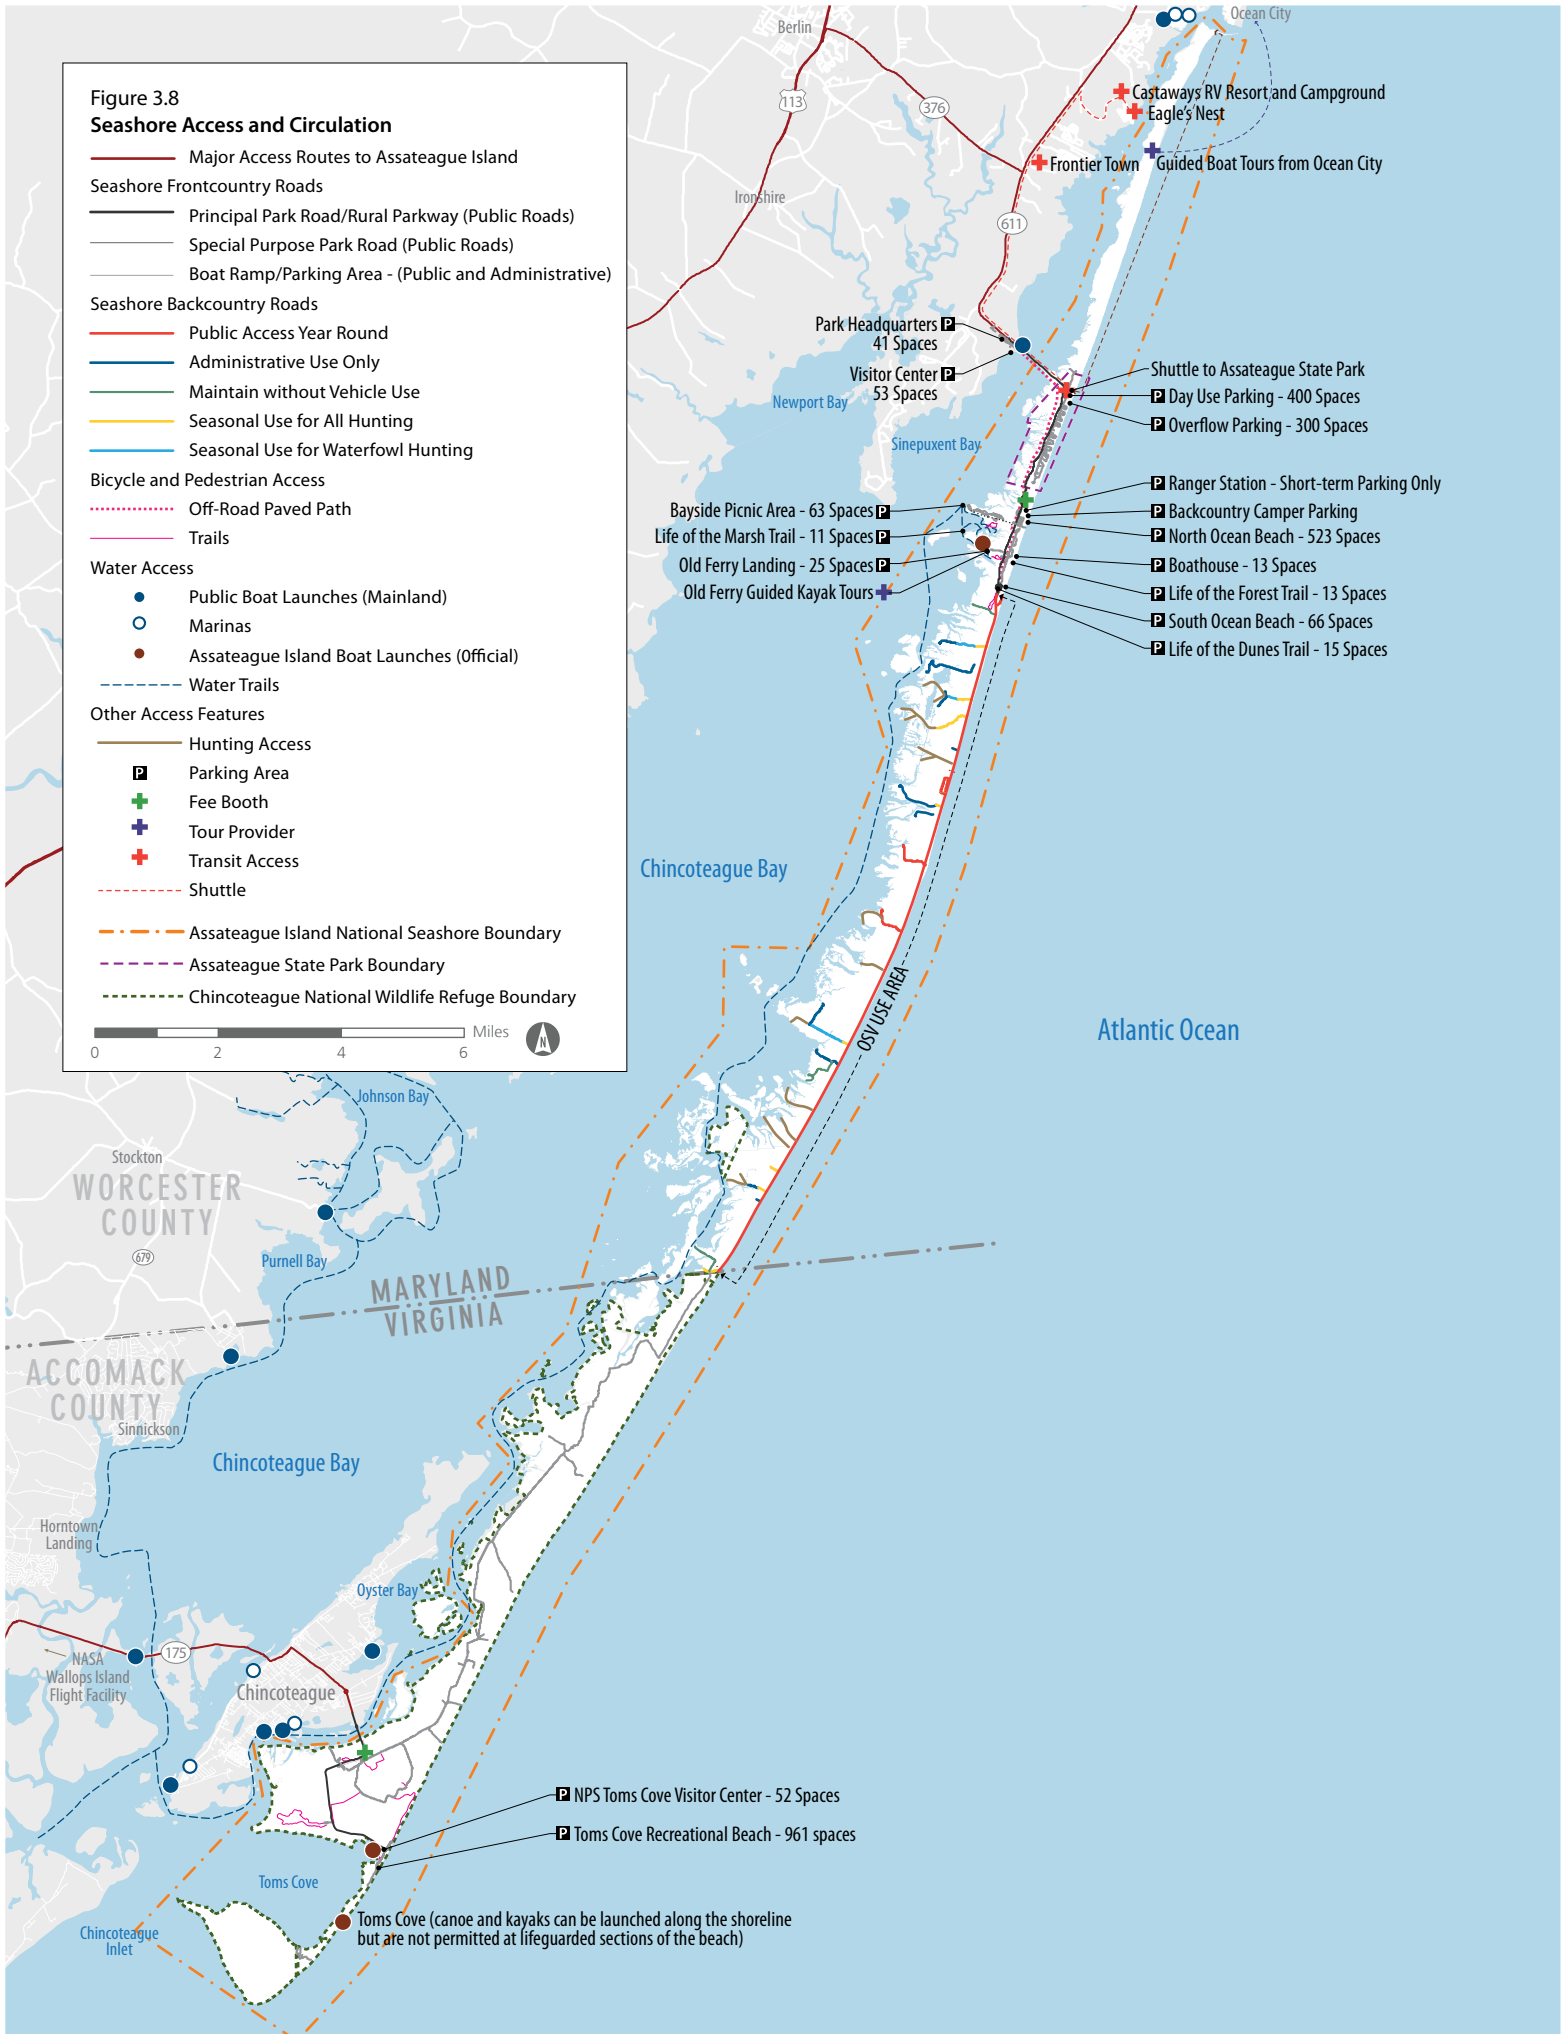 Figure 3.8
Seashore Access and Circulation
Major Access Routes to Assateague Island
Seashore Frontcountry Roads
Principal Park Road/Rural Parkway (Public Roads)
Special Purpose Park Road (Public Roads)
Boat Ramp/Parking Area - (Public and Administrative)
Seashore Backcountry Roads
Public Access Year Round
Administrative Use Only
Maintain without Vehicle Use
Seasonal Use for All Hunting
Seasonal Use for Waterfowl Hunting
Bicycle and Pedestrian Access
Off-Road Paved Path
Trails
Water Access
Public Boat Launches (Mainland)
Marinas
Assateague Island Boat Launches (Official)
Water Trails
Other Access Features
Hunting Access
P Parking Area
Fee Booth
Tour Provider
Transit Access
Shuttle
Assateague Island National Seashore Boundary
Assateague State Park Boundary
Chincoteague National Wildlife Refuge Boundary
Miles
0 2 4 6
N
Ocean City
Berlin
113
376
Castaways RV Resort and Campground
Eagle's Nest
Frontier Town
Guided Boat Tours from Ocean City
Ironshire
611
Park Headquarters P
41 Spaces
Visitor Center P
53 Spaces
Newport Bay
Sinepuxent Bay
Shuttle to Assateague State Park
P Day Use Parking - 400 Spaces
P Overflow Parking - 300 Spaces
P Ranger Station - Short-term Parking Only
P Backcountry Camper Parking
P North Ocean Beach - 523 Spaces
P Boathouse - 13 Spaces
P Life of the Forest Trail - 13 Spaces
P South Ocean Beach - 66 Spaces
P Life of the Dunes Trail - 15 Spaces
Bayside Picnic Area - 63 Spaces P
Life of the Marsh Trail - 11 Spaces P
Old Ferry Landing - 25 Spaces P
Old Ferry Guided Kayak Tours
Chincoteague Bay
OSV USE AREA
Atlantic Ocean
Johnson Bay
Stockton
WORCESTER
COUNTY
679
Purnell Bay
MARYLAND
VIRGINIA
ACCOMACK
COUNTY
Sinnickson
Chincoteague Bay
Horntown
Landing
Oyster Bay
175
NASA
Wallops Island
Flight Facility
Chincoteague
P NPS Toms Cove Visitor Center - 52 Spaces
P Toms Cove Recreational Beach - 961 spaces
Toms Cove
Chincoteague
Inlet
Toms Cove (canoe and kayaks can be launched along the shoreline
but are not permitted at lifeguarded sections of the beach)